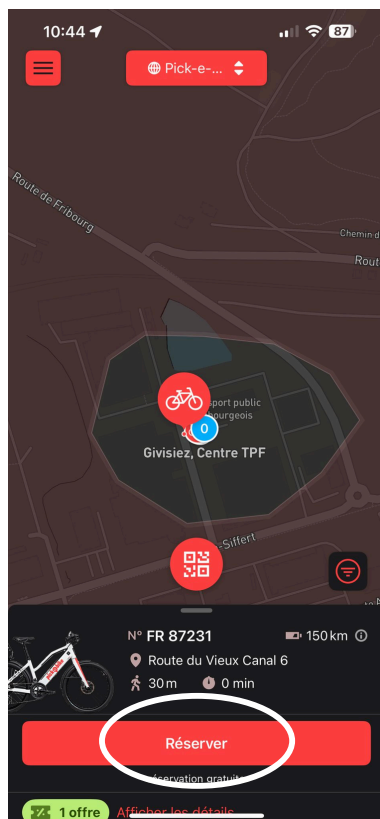 10:44
87
Pick-e-...
Route de Fribourg
Chemin d
Rout
sport public
bourgeois
0
Givisiez, Centre TPF
-Siffert
N° FR 87231
150 km
Route du Vieux Canal 6
30 m
0 min
Réserver
éservation gratuite
1 offre
Afficher les détails